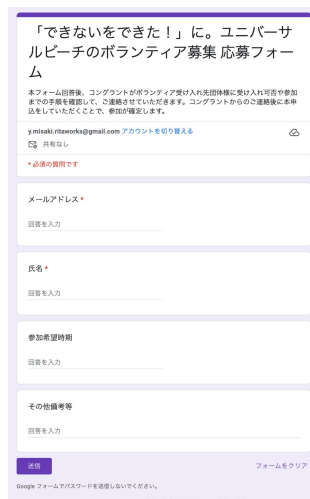 「できないをできた！」に。ユニバーサ
ルビーチのボランティア募集 応募フォー
ム
本フォーム回答後、コングラントがボランティア受け入れ先団体様に受け入れ可否や参加
までの手順を確認して、ご連絡させていただきます。コングラントからのご連絡後に本申
込をしていただくことで、参加が確定します。
y.misaki.ritaworks@gmail.com アカウントを切り替える
共有なし
* 必須の質問です
メールアドレス *
回答を入力
氏名 *
回答を入力
参加希望時期
回答を入力
その他備考等
回答を入力
送信 フォームをクリア
Google フォームでパスワードを送信しないでください。